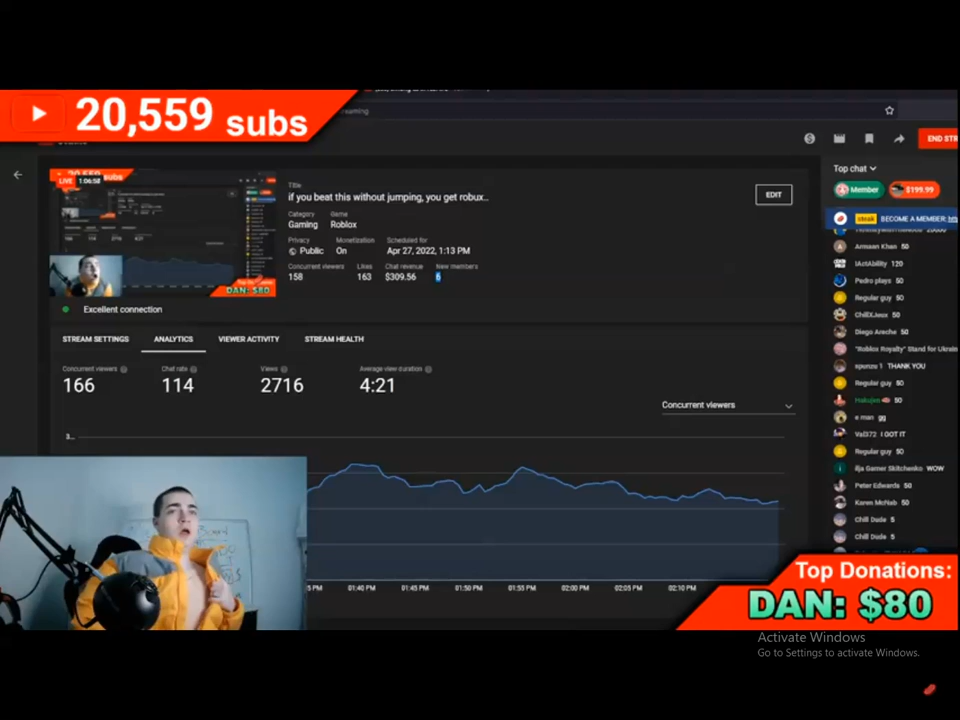 20,559 subs
END STR
LIVE 1:06:58
Title
if you beat this without jumping, you get robux...
EDIT
Category Game
Gaming Roblox
Privacy Monetization Scheduled for
Public On Apr 27, 2022, 1:13 PM
Concurrent viewers Likes Chat revenue New members
158 163 $309.56 6
Excellent connection
STREAM SETTINGS ANALYTICS VIEWER ACTIVITY STREAM HEALTH
Concurrent viewers Chat rate Views Average view duration
166 114 2716 4:21
Concurrent viewers
3...
01:40 PM 01:45 PM 01:50 PM 01:55 PM 02:00 PM 02:05 PM 02:10 PM
Top chat
Member $199.99
steak BECOME A MEMBER:
Armaan Khan 50
IActAbility 120
Pedro plays 50
Regular guy 50
ChillXJeux 50
Diego Areche 50
"Roblox Royalty" Stand for Ukrain
spunzo 1 THANK YOU
Regular guy 50
Hakujen 50
e man gg
Val372 I GOT IT
Regular guy 50
ilja Gamer Skitchenko WOW
Peter Edwards 50
Karen McNab 50
Chill Dude 5
Chill Dude 5
Top Donations:
DAN: $80
Activate Windows
Go to Settings to activate Windows.